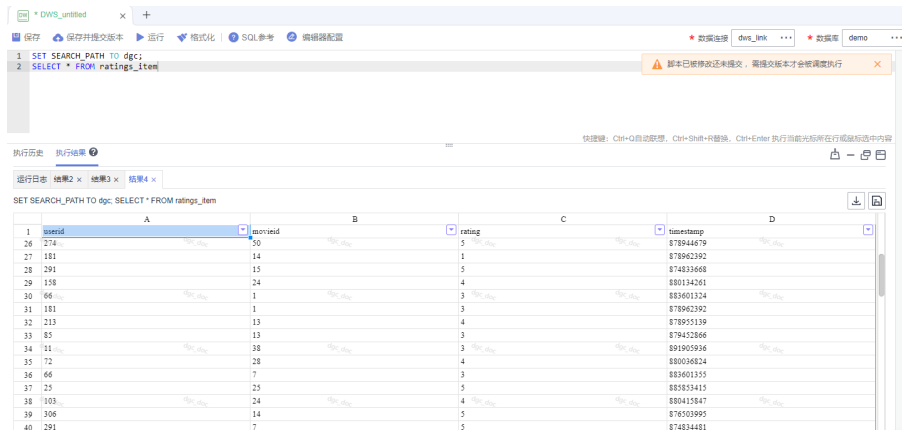 DW * DWS_untitled × +
保存 保存并提交版本 运行 格式化 SQL参考 编辑器配置 * 数据连接 dws_link ··· * 数据库 demo ···
1 SET SEARCH_PATH TO dgc;
2 SELECT * FROM ratings_item
脚本已被修改还未提交，需提交版本才会被调度执行 ×
快捷键：Ctrl+Q自动联想、Ctrl+Shift+R替换、Ctrl+Enter 执行当前光标所在行或鼠标选中内容
执行历史 执行结果 ?
运行日志 结果2 × 结果3 × 结果4 ×
SET SEARCH_PATH TO dgc; SELECT * FROM ratings_item
A B C D
1 userid movieid rating timestamp
26 274 50 5 878944679
27 181 14 1 878962392
28 291 15 5 874833668
29 158 24 4 880134261
30 66 1 3 883601324
31 181 1 3 878962392
32 213 13 4 878955139
33 85 13 3 879452866
34 11 38 3 891905936
35 72 28 4 880036824
36 66 7 3 883601355
37 25 25 5 885853415
38 103 24 4 880415847
39 306 14 5 876503995
40 291 7 5 874834481